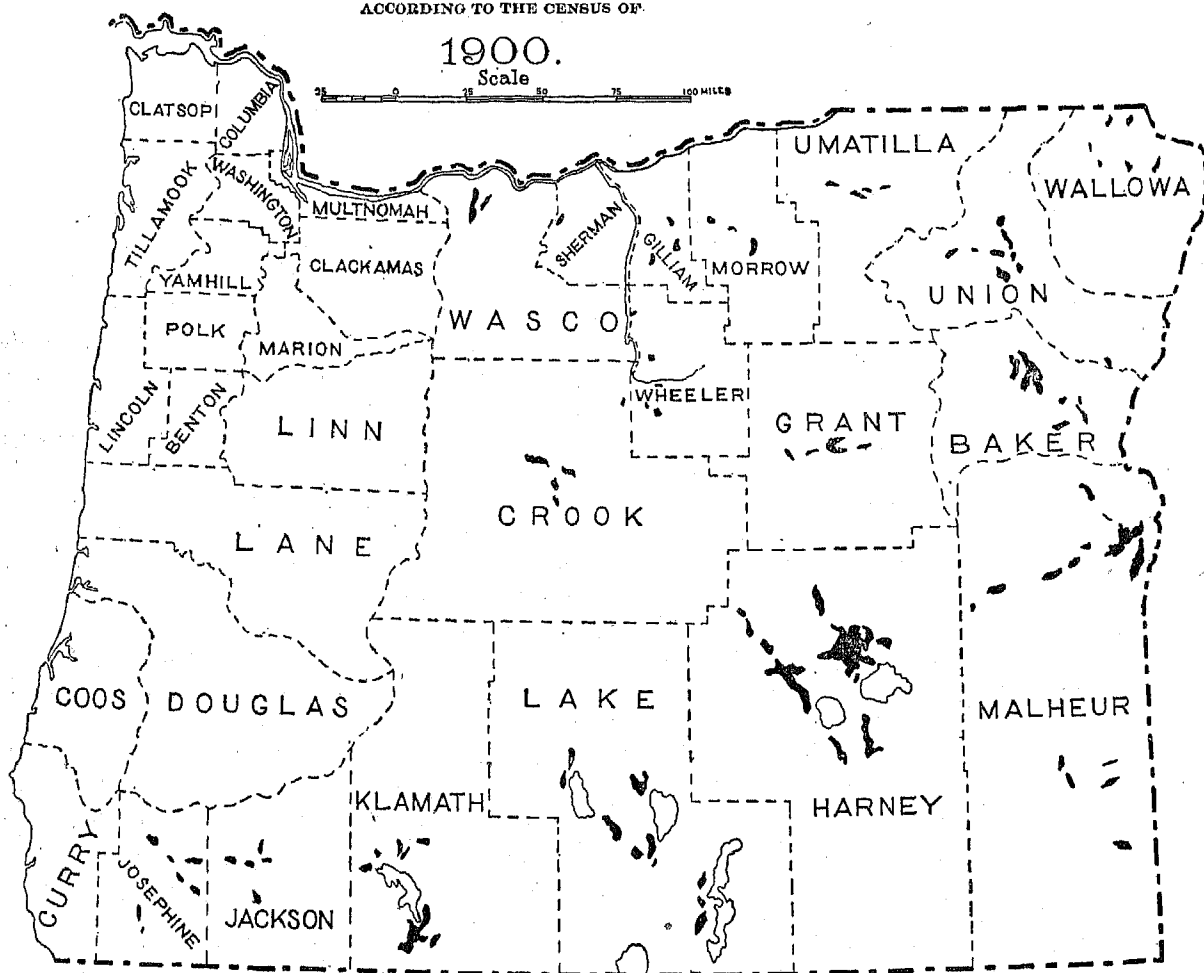 ACCORDING TO THE CENSUS OF
1900.
Scale
25 0 25 50 75 100 MILES
CLATSOP
COLUMBIA
TILLAMOOK
WASHINGTON
MULTNOMAH
YAMHILL
CLACKAMAS
POLK
MARION
LINCOLN
BENTON
LINN
LANE
WASCO
SHERMAN
GILLIAM
MORROW
UMATILLA
UNION
WALLOWA
WHEELER
GRANT
BAKER
CROOK
COOS
DOUGLAS
CURRY
JOSEPHINE
JACKSON
KLAMATH
LAKE
HARNEY
MALHEUR